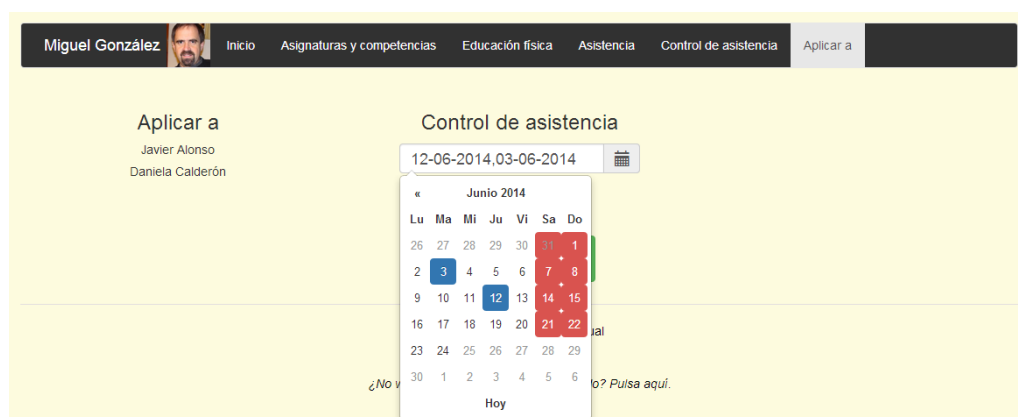 Miguel González Inicio Asignaturas y competencias Educación física Asistencia Control de asistencia Aplicar a
Aplicar a
Javier Alonso
Daniela Calderón
Control de asistencia
12-06-2014,03-06-2014
« Junio 2014
Lu Ma Mi Ju Vi Sa Do
26 27 28 29 30 31 1
2 3 4 5 6 7 8
9 10 11 12 13 14 15
16 17 18 19 20 21 22
23 24 25 26 27 28 29
30 1 2 3 4 5 6
Hoy
¿No o? Pulsa aquí.